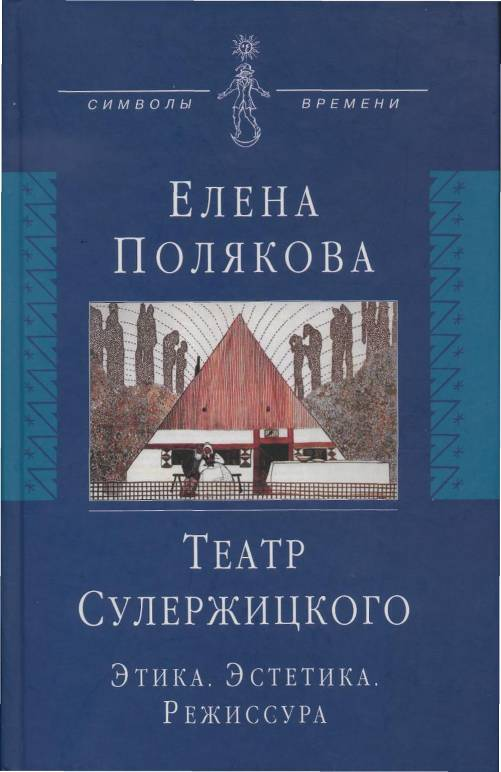 СИМВОЛЫ ВРЕМЕНИ
ЕЛЕНА
ПОЛЯКОВА
ТЕАТР
СУЛЕРЖИЦКОГО
ЭТИКА. ЭСТЕТИКА.
РЕЖИССУРА